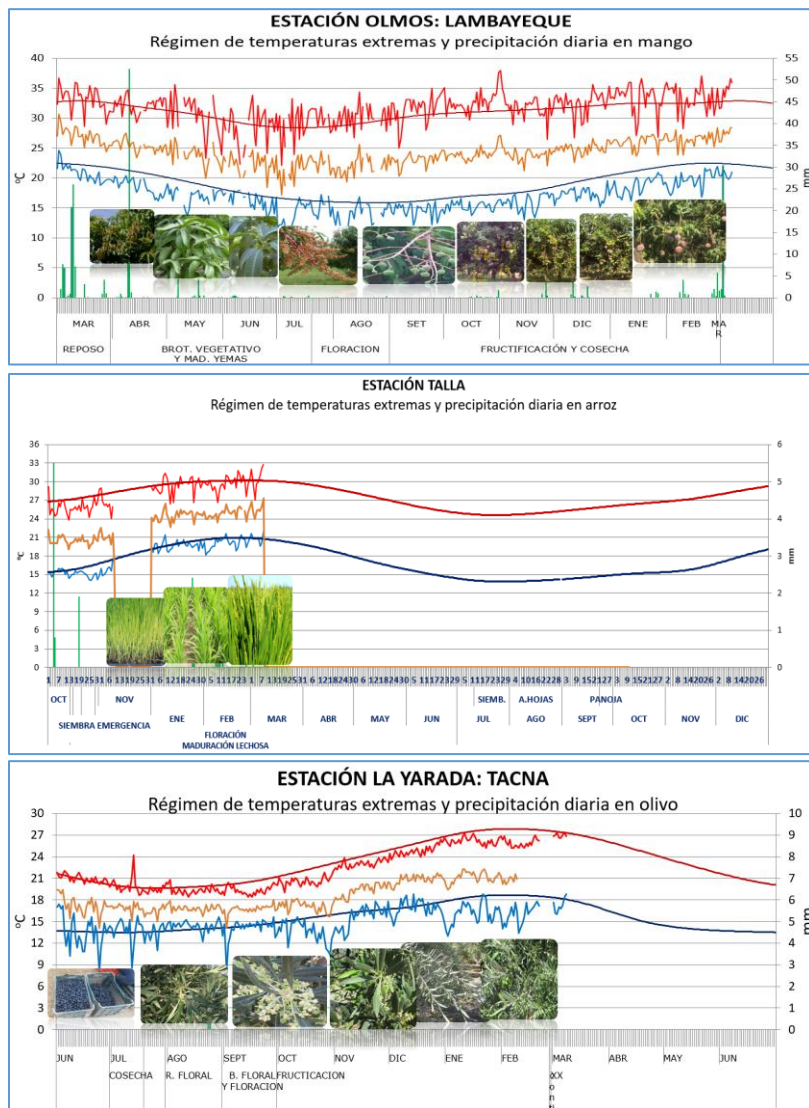 ESTACIÓN OLMOS: LAMBAYEQUE
Régimen de temperaturas extremas y precipitación diaria en mango
40 35 30 25 20 15 10 5 0
ºC
55 50 45 40 35 30 25 20 15 10 5 0
mm
MAR ABR MAY JUN JUL AGO SET OCT NOV DIC ENE FEB MA
R
REPOSO BROT. VEGETATIVO FLORACION FRUCTIFICACIÓN Y COSECHA
Y MAD. YEMAS
ESTACIÓN TALLA
Régimen de temperaturas extremas y precipitación diaria en arroz
36 33 30 27 24 21 18 15 12 9 6 3 0
ºC
6 5 4 3 2 1 0
mm
OCT NOV SIEMB. A.HOJAS PANOJA
SIEMBRA EMERGENCIA ENE FEB MAR ABR MAY JUN JUL AGO SEPT OCT NOV DIC
FLORACIÓN
MADURACIÓN LECHOSA
ESTACIÓN LA YARADA: TACNA
Régimen de temperaturas extremas y precipitación diaria en olivo
30 27 24 21 18 15 12 9 6 3 0
ºC
10 9 8 7 6 5 4 3 2 1 0
mm
JUN JUL AGO SEPT OCT NOV DIC ENE FEB MAR ABR MAY JUN
COSECHA R. FLORAL B. FLORAL FRUCTICACION XX
Y FLORACION